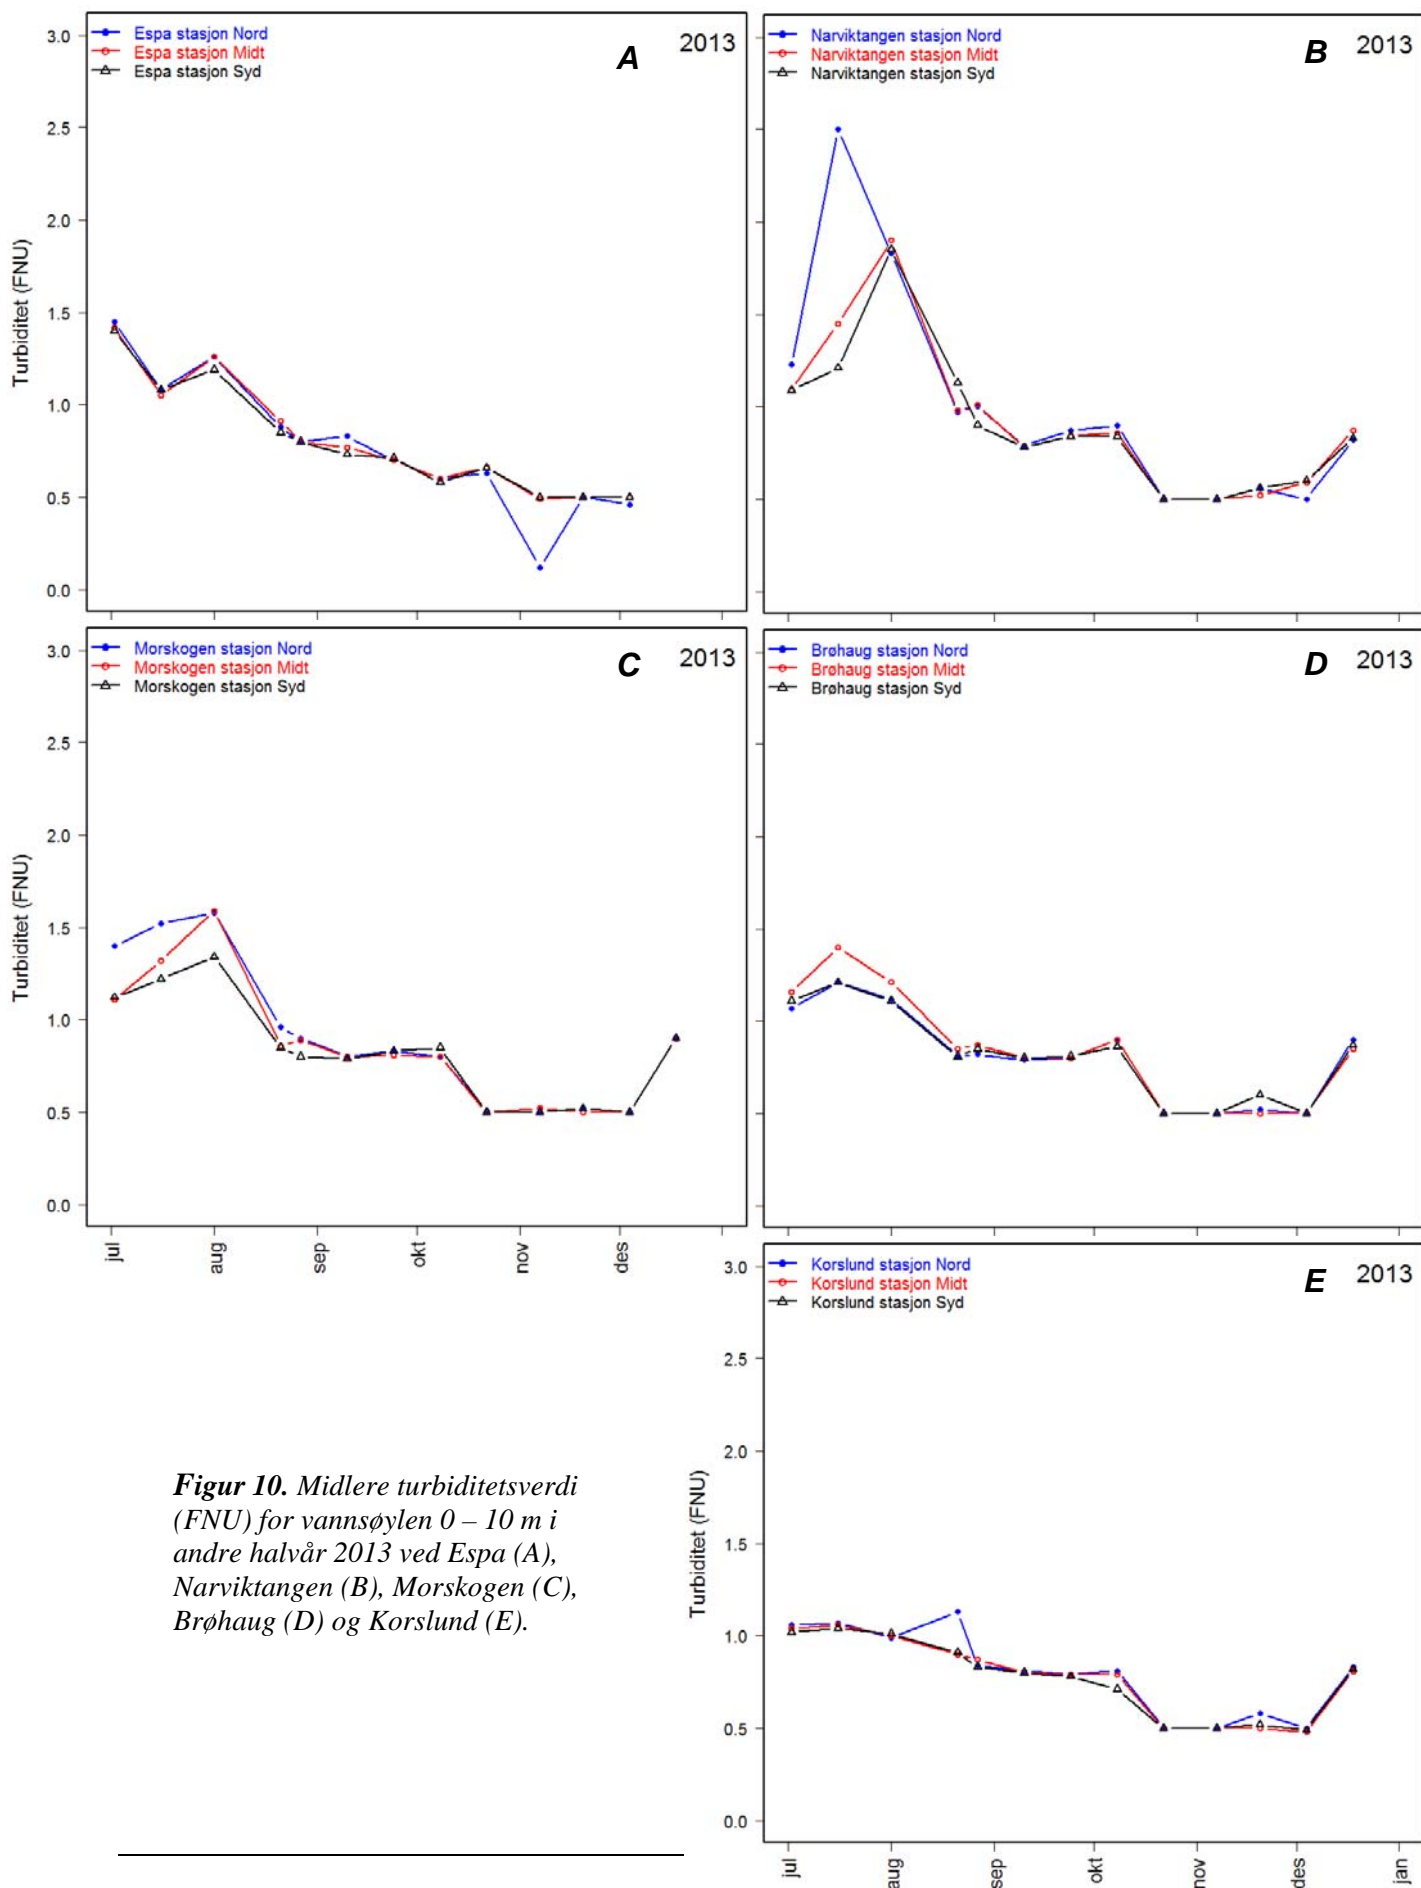 Espa stasjon Nord
Espa stasjon Midt
Espa stasjon Syd
A
2013
3.0
2.5
2.0
1.5
1.0
0.5
0.0
Turbiditet (FNU)
Narviktangen stasjon Nord
Narviktangen stasjon Midt
Narviktangen stasjon Syd
B
2013
Morskogen stasjon Nord
Morskogen stasjon Midt
Morskogen stasjon Syd
C
2013
3.0
2.5
2.0
1.5
1.0
0.5
0.0
Turbiditet (FNU)
jul
aug
sep
okt
nov
des
Brøhaug stasjon Nord
Brøhaug stasjon Midt
Brøhaug stasjon Syd
D
2013
Korslund stasjon Nord
Korslund stasjon Midt
Korslund stasjon Syd
E
2013
3.0
2.5
2.0
1.5
1.0
0.5
0.0
Turbiditet (FNU)
jul
aug
sep
okt
nov
des
jan
Figur 10. Midlere turbiditetsverdi
(FNU) for vannsøylen 0 – 10 m i
andre halvår 2013 ved Espa (A),
Narviktangen (B), Morskogen (C),
Brøhaug (D) og Korslund (E).